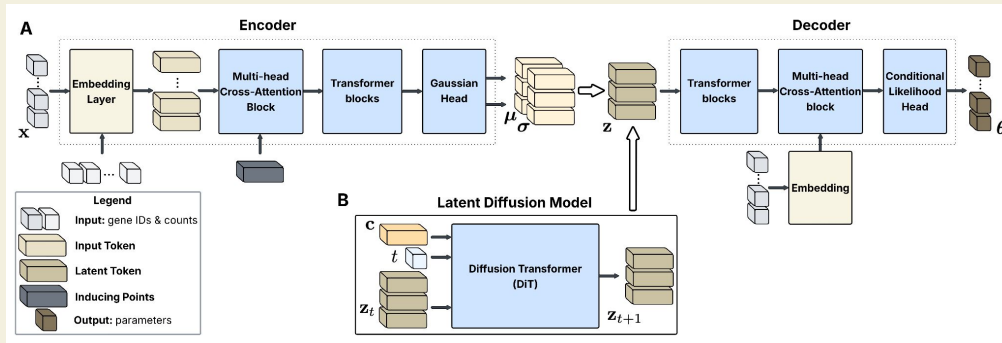 A
Encoder
Decoder
Embedding
Layer
Multi-head
Cross-Attention
Block
Transformer
blocks
Gaussian
Head
x
μ
σ
z
Transformer
blocks
Multi-head
Cross-Attention
block
Conditional
Likelihood
Head
θ
Embedding
Legend
Input: gene IDs & counts
Input Token
Latent Token
Inducing Points
Output: parameters
B
Latent Diffusion Model
c
t
z_t
Diffusion Transformer
(DiT)
z_{t+1}